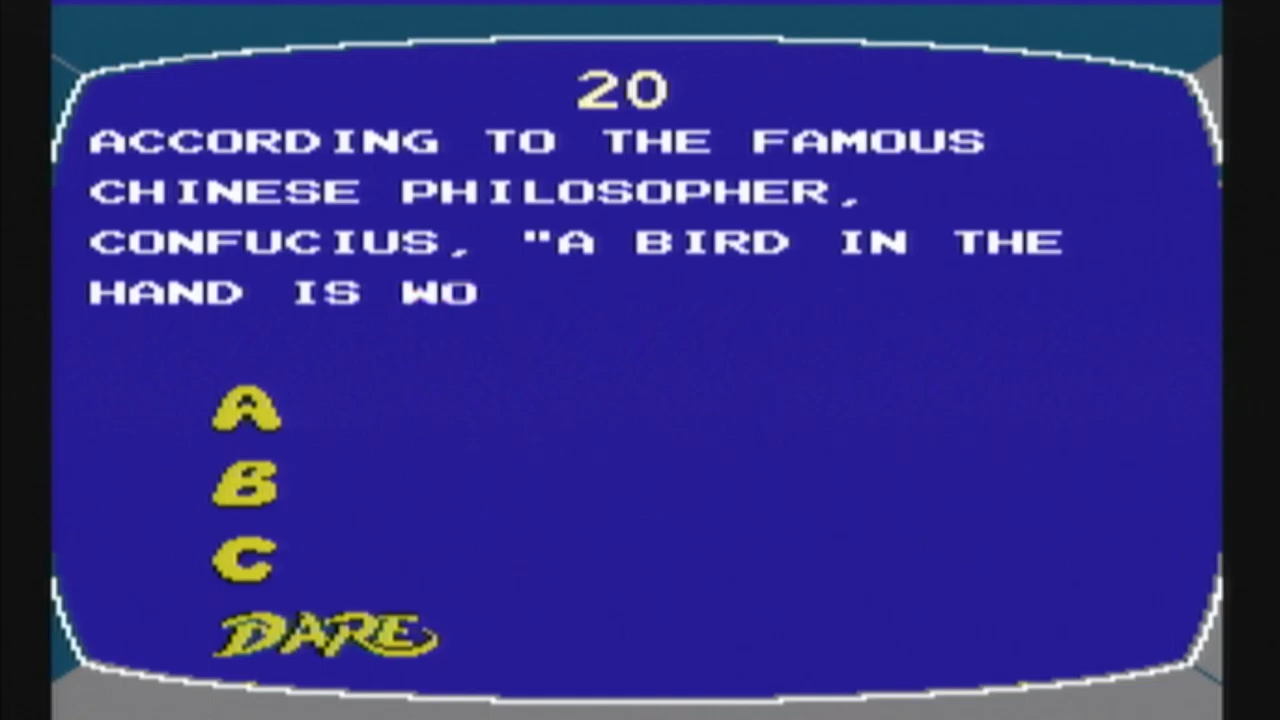 20
ACCORDING TO THE FAMOUS
CHINESE PHILOSOPHER,
CONFUCIUS, "A BIRD IN THE
HAND IS WO
A
B
C
DARE